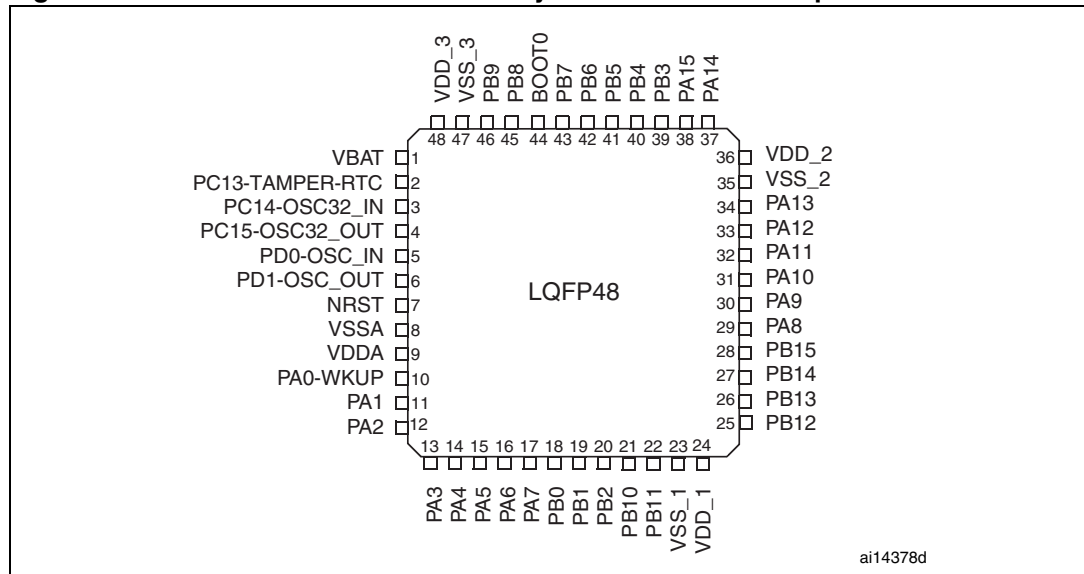 VDD_3
VSS_3
PB9
PB8
BOOT0
PB7
PB6
PB5
PB4
PB3
PA15
PA14
48 47 46 45 44 43 42 41 40 39 38 37
VBAT 1
PC13-TAMPER-RTC 2
PC14-OSC32_IN 3
PC15-OSC32_OUT 4
PD0-OSC_IN 5
PD1-OSC_OUT 6
NRST 7
VSSA 8
VDDA 9
PA0-WKUP 10
PA1 11
PA2 12
LQFP48
36 VDD_2
35 VSS_2
34 PA13
33 PA12
32 PA11
31 PA10
30 PA9
29 PA8
28 PB15
27 PB14
26 PB13
25 PB12
13 14 15 16 17 18 19 20 21 22 23 24
PA3
PA4
PA5
PA6
PA7
PB0
PB1
PB2
PB10
PB11
VSS_1
VDD_1
ai14378d